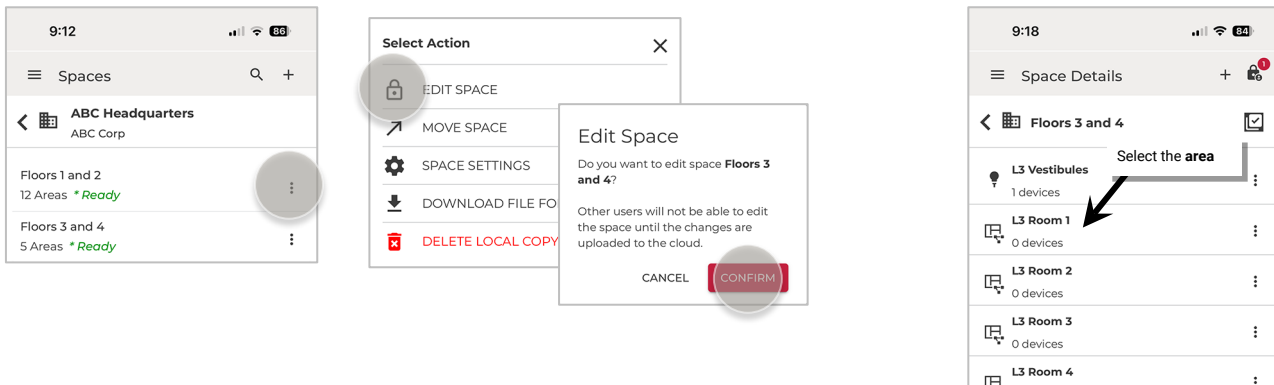 9:12
86
Spaces
ABC Headquarters
ABC Corp
Floors 1 and 2
12 Areas * Ready
Floors 3 and 4
5 Areas * Ready
Select Action
EDIT SPACE
MOVE SPACE
SPACE SETTINGS
DOWNLOAD FILE FO
DELETE LOCAL COPY
Edit Space
Do you want to edit space Floors 3
and 4?
Other users will not be able to edit
the space until the changes are
uploaded to the cloud.
CANCEL
CONFIRM
9:18
84
Space Details
1
Floors 3 and 4
Select the area
L3 Vestibules
1 devices
L3 Room 1
0 devices
L3 Room 2
0 devices
L3 Room 3
0 devices
L3 Room 4